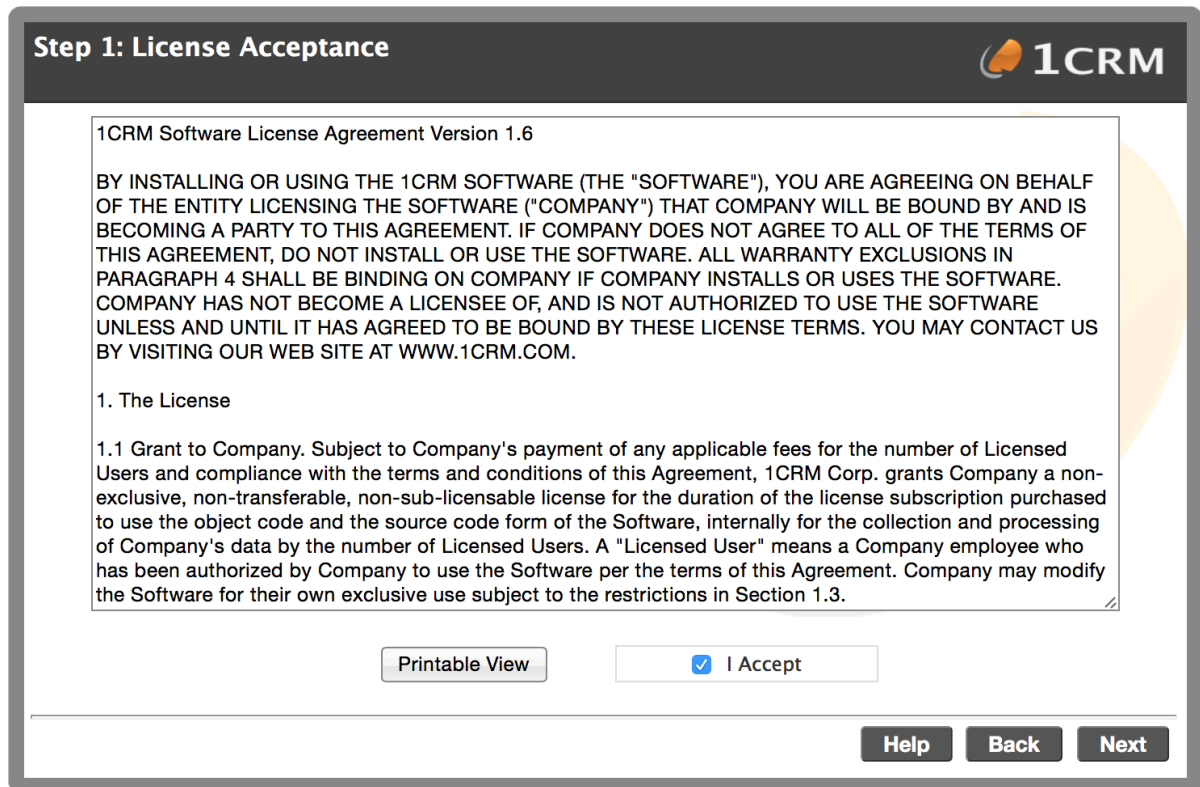 Step 1: License Acceptance
1CRM
1CRM Software License Agreement Version 1.6
BY INSTALLING OR USING THE 1CRM SOFTWARE (THE "SOFTWARE"), YOU ARE AGREEING ON BEHALF
OF THE ENTITY LICENSING THE SOFTWARE ("COMPANY") THAT COMPANY WILL BE BOUND BY AND IS
BECOMING A PARTY TO THIS AGREEMENT. IF COMPANY DOES NOT AGREE TO ALL OF THE TERMS OF
THIS AGREEMENT, DO NOT INSTALL OR USE THE SOFTWARE. ALL WARRANTY EXCLUSIONS IN
PARAGRAPH 4 SHALL BE BINDING ON COMPANY IF COMPANY INSTALLS OR USES THE SOFTWARE.
COMPANY HAS NOT BECOME A LICENSEE OF, AND IS NOT AUTHORIZED TO USE THE SOFTWARE
UNLESS AND UNTIL IT HAS AGREED TO BE BOUND BY THESE LICENSE TERMS. YOU MAY CONTACT US
BY VISITING OUR WEB SITE AT WWW.1CRM.COM.
1. The License
1.1 Grant to Company. Subject to Company's payment of any applicable fees for the number of Licensed
Users and compliance with the terms and conditions of this Agreement, 1CRM Corp. grants Company a non-
exclusive, non-transferable, non-sub-licensable license for the duration of the license subscription purchased
to use the object code and the source code form of the Software, internally for the collection and processing
of Company's data by the number of Licensed Users. A "Licensed User" means a Company employee who
has been authorized by Company to use the Software per the terms of this Agreement. Company may modify
the Software for their own exclusive use subject to the restrictions in Section 1.3.
Printable View
I Accept
Help
Back
Next